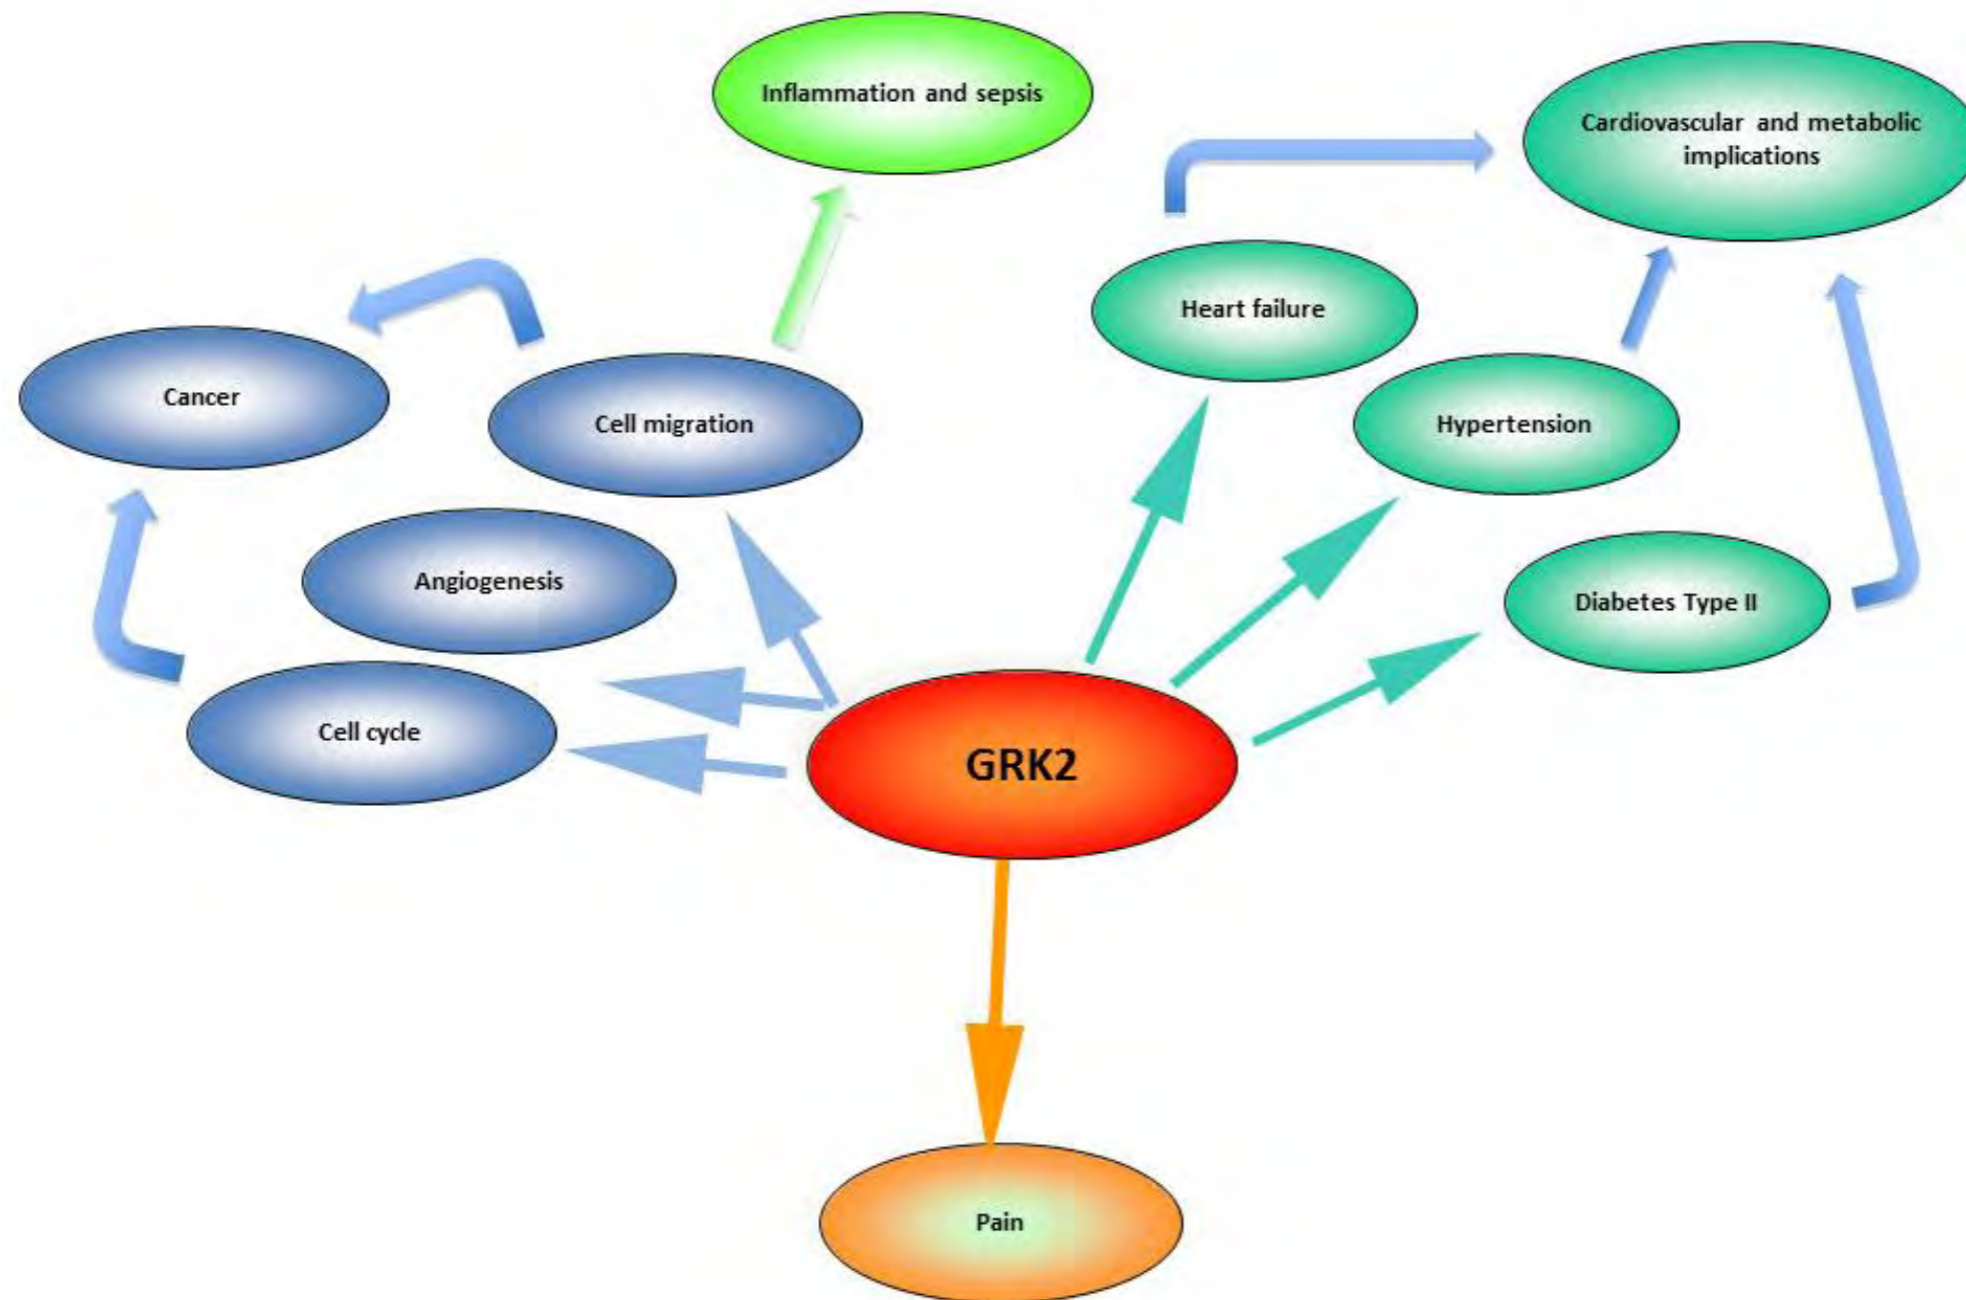 Inflammation and sepsis
Cardiovascular and metabolic
implications
Heart failure
Cancer
Cell migration
Hypertension
Angiogenesis
Diabetes Type II
Cell cycle
GRK2
Pain